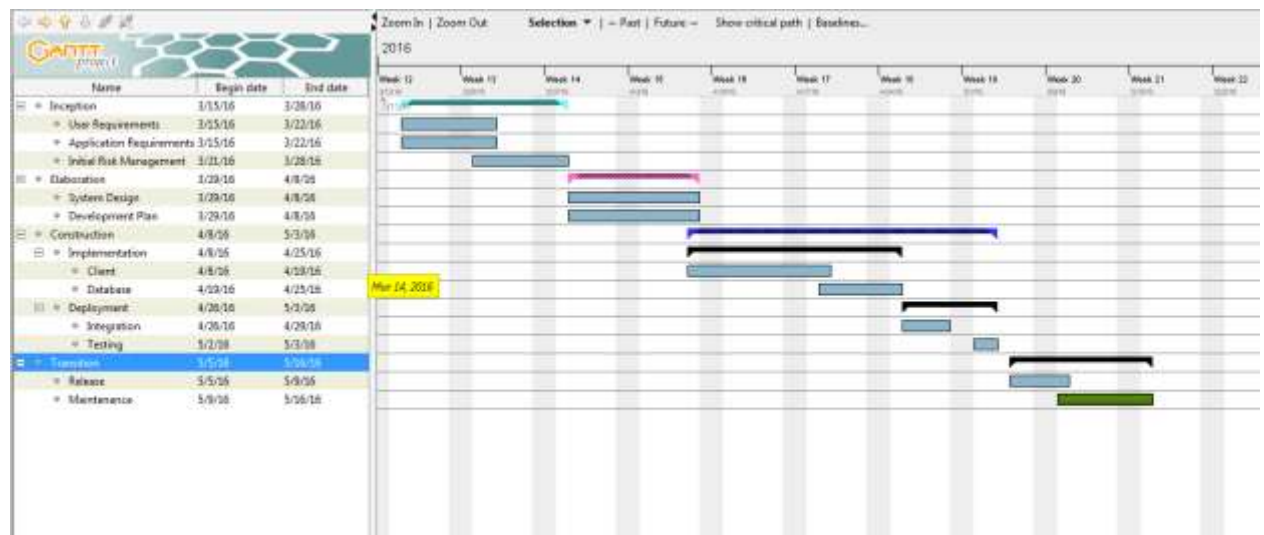 Zoom In | Zoom Out Selection | Past | Future Show critical path | Baselines...
GANTT
project
2016
Name Begin date End date
Week 12 Week 13 Week 14 Week 15 Week 16 Week 17 Week 18 Week 19 Week 20 Week 21 Week 22
Inception 3/15/16 3/28/16
User Requirements 3/15/16 3/22/16
Application Requirements 3/15/16 3/22/16
Initial Risk Management 3/21/16 3/28/16
Elaboration 3/29/16 4/8/16
System Design 3/29/16 4/8/16
Development Plan 3/29/16 4/8/16
Construction 4/8/16 5/3/16
Implementation 4/8/16 4/25/16
Client 4/8/16 4/19/16
Database 4/19/16 4/25/16
Mar 14, 2016
Deployment 4/26/16 5/3/16
Integration 4/26/16 4/29/16
Testing 5/2/16 5/3/16
Transition 5/5/16 5/16/16
Release 5/5/16 5/9/16
Maintenance 5/9/16 5/16/16